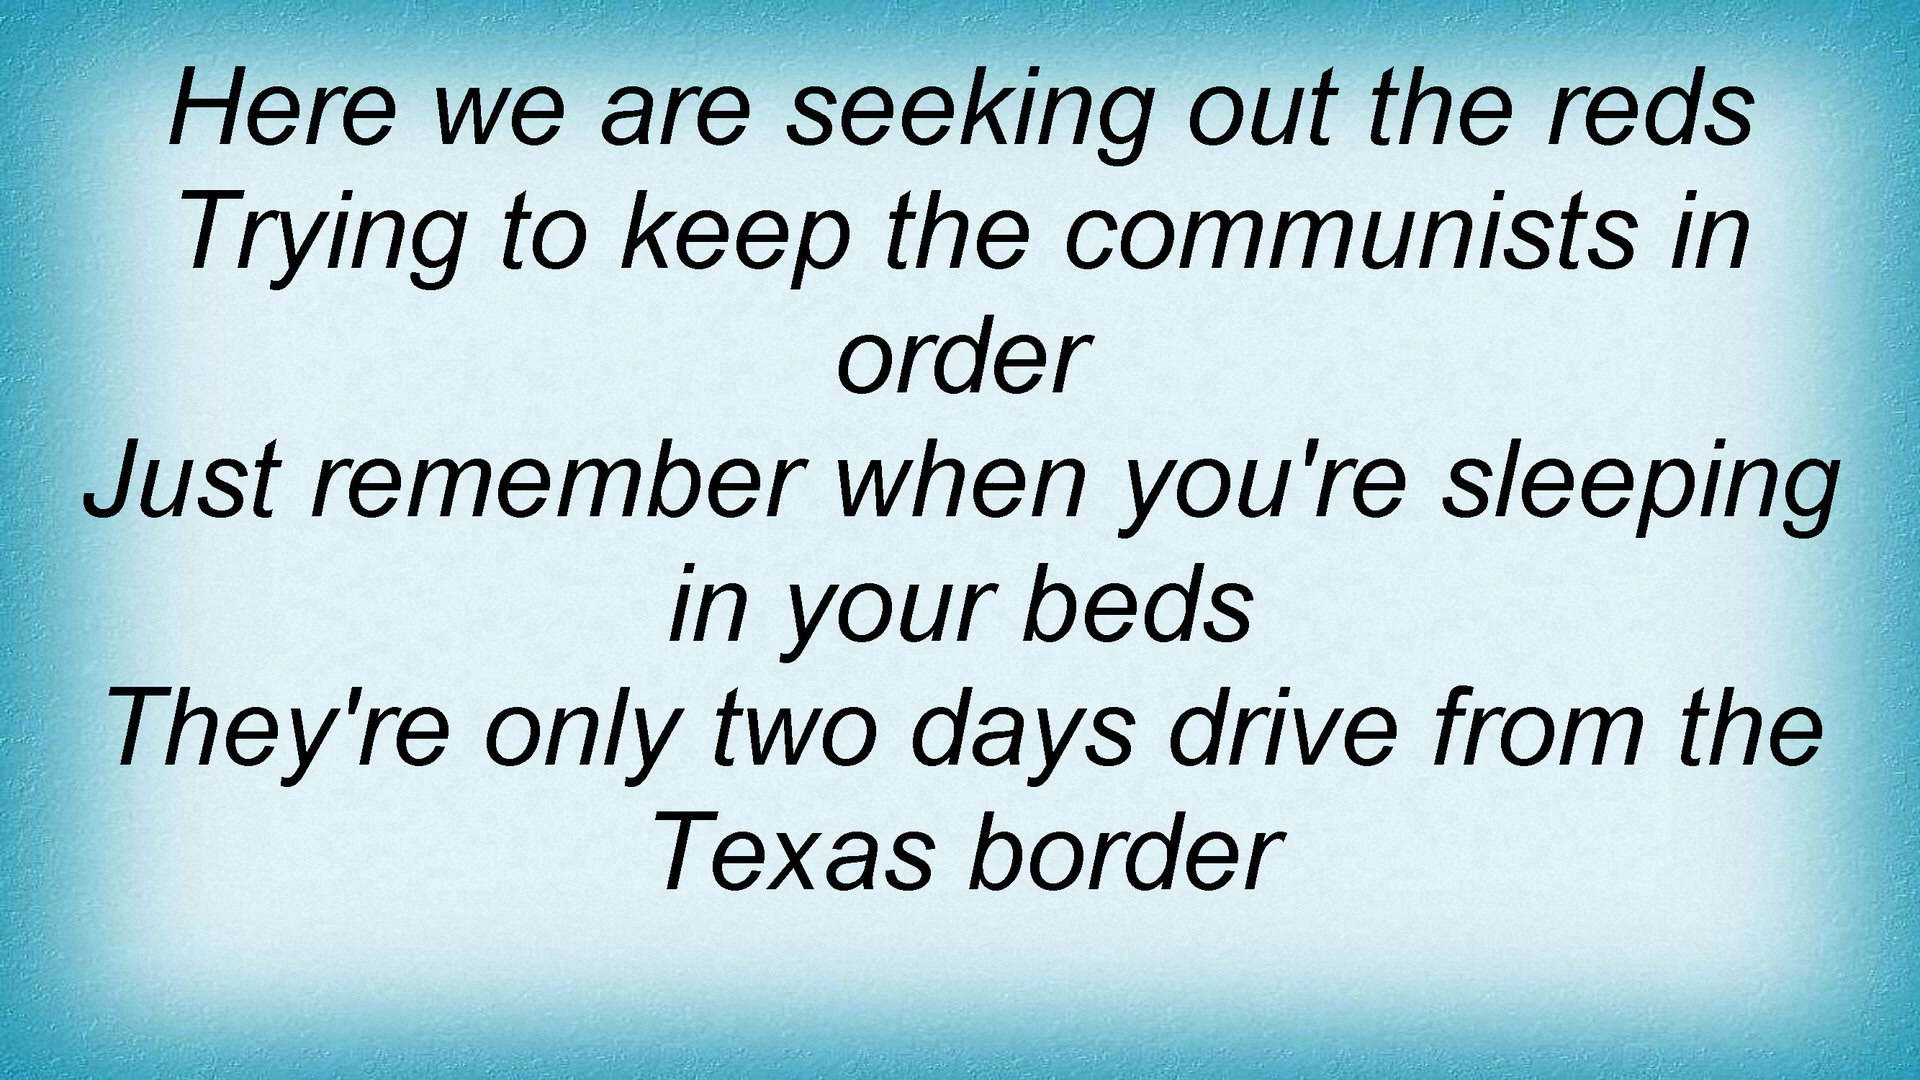 Here we are seeking out the reds
Trying to keep the communists in
order
Just remember when you're sleeping
in your beds
They're only two days drive from the
Texas border